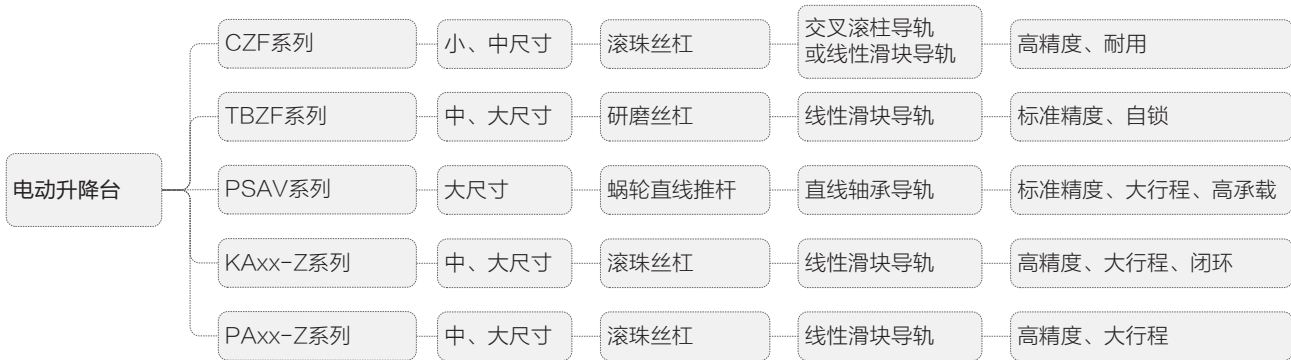 CZF系列
小、中尺寸
滚珠丝杠
交叉滚柱导轨
或线性滑块导轨
高精度、耐用
TBZF系列
中、大尺寸
研磨丝杠
线性滑块导轨
标准精度、自锁
电动升降台
PSAV系列
大尺寸
蜗轮直线推杆
直线轴承导轨
标准精度、大行程、高承载
KAxx-Z系列
中、大尺寸
滚珠丝杠
线性滑块导轨
高精度、大行程、闭环
PAxx-Z系列
中、大尺寸
滚珠丝杠
线性滑块导轨
高精度、大行程